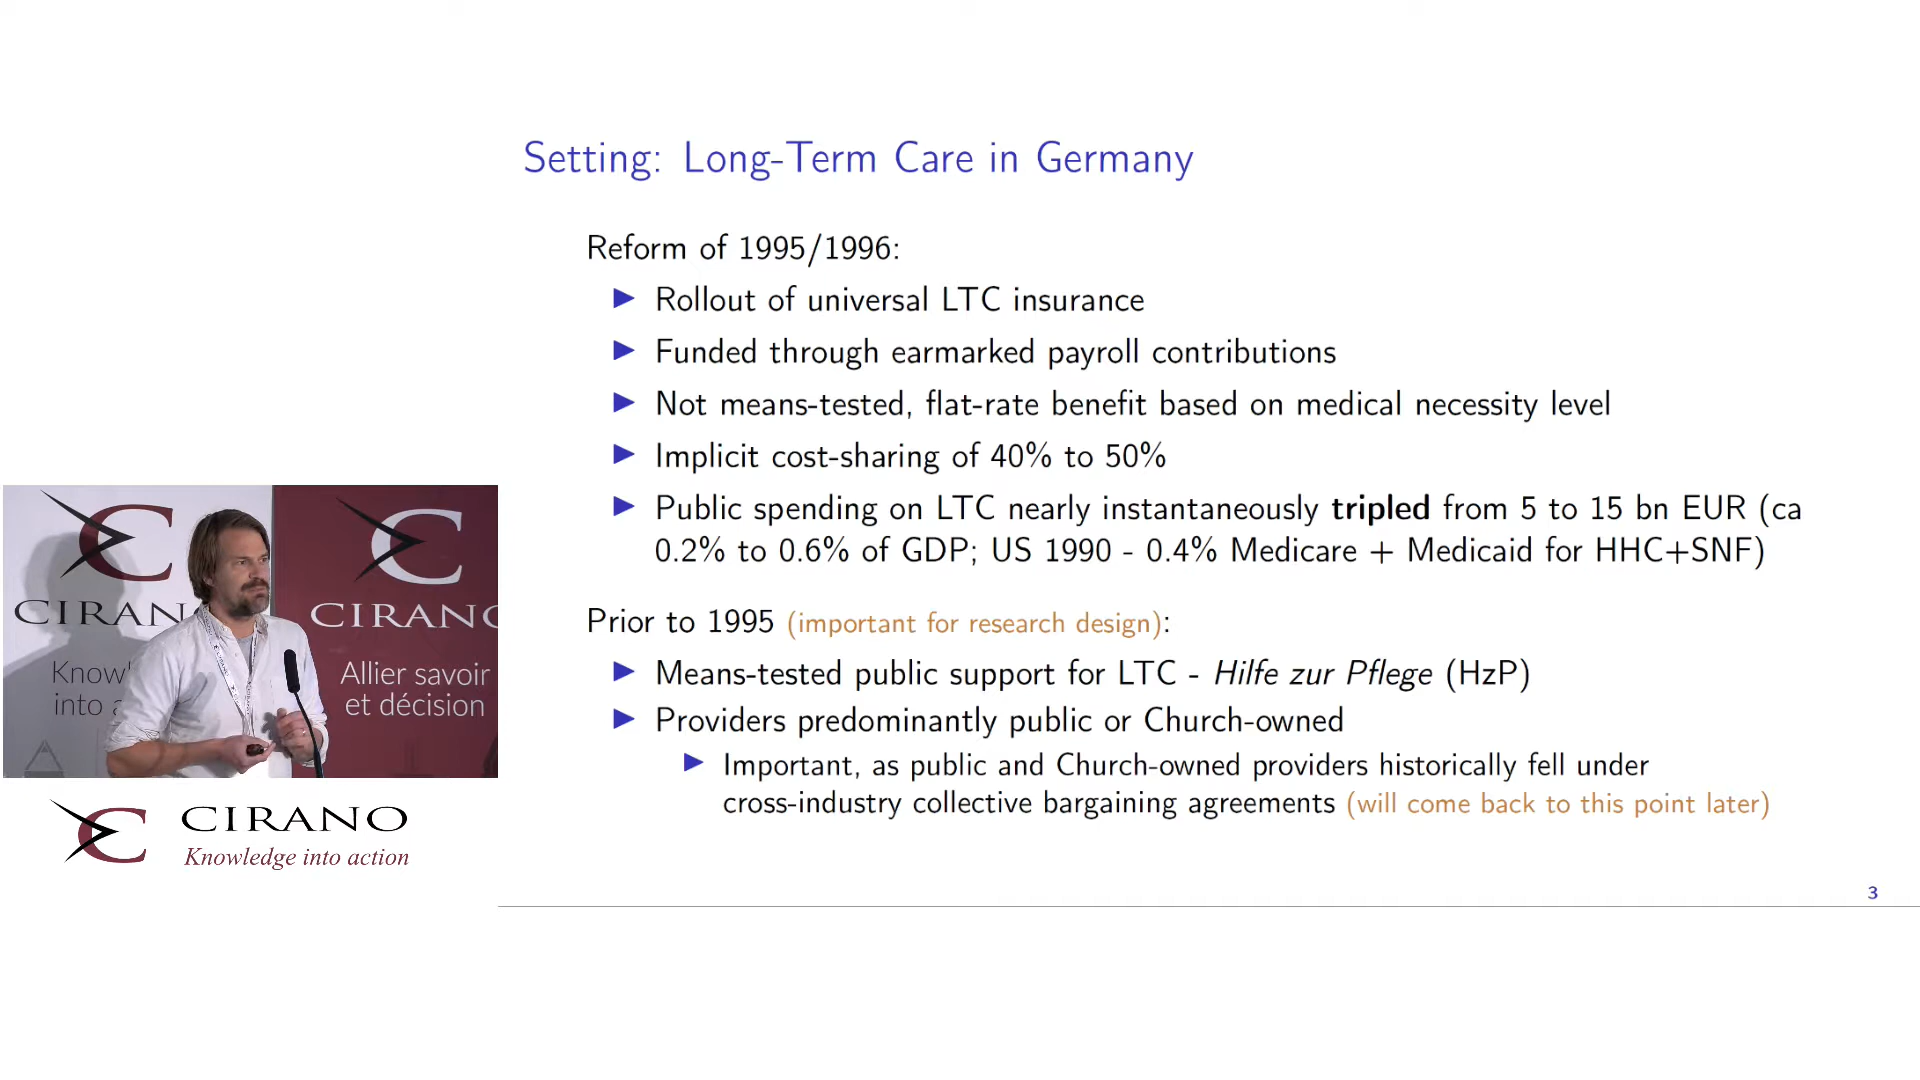 Setting: Long-Term Care in Germany
Reform of 1995/1996:
▶ Rollout of universal LTC insurance
▶ Funded through earmarked payroll contributions
▶ Not means-tested, flat-rate benefit based on medical necessity level
▶ Implicit cost-sharing of 40% to 50%
▶ Public spending on LTC nearly instantaneously tripled from 5 to 15 bn EUR (ca
0.2% to 0.6% of GDP; US 1990 - 0.4% Medicare + Medicaid for HHC+SNF)
Prior to 1995 (important for research design):
▶ Means-tested public support for LTC - Hilfe zur Pflege (HzP)
▶ Providers predominantly public or Church-owned
▶ Important, as public and Church-owned providers historically fell under
cross-industry collective bargaining agreements (will come back to this point later)
3
CIRANO
Allier savoir
et décision
CIRANO
Knowledge into action